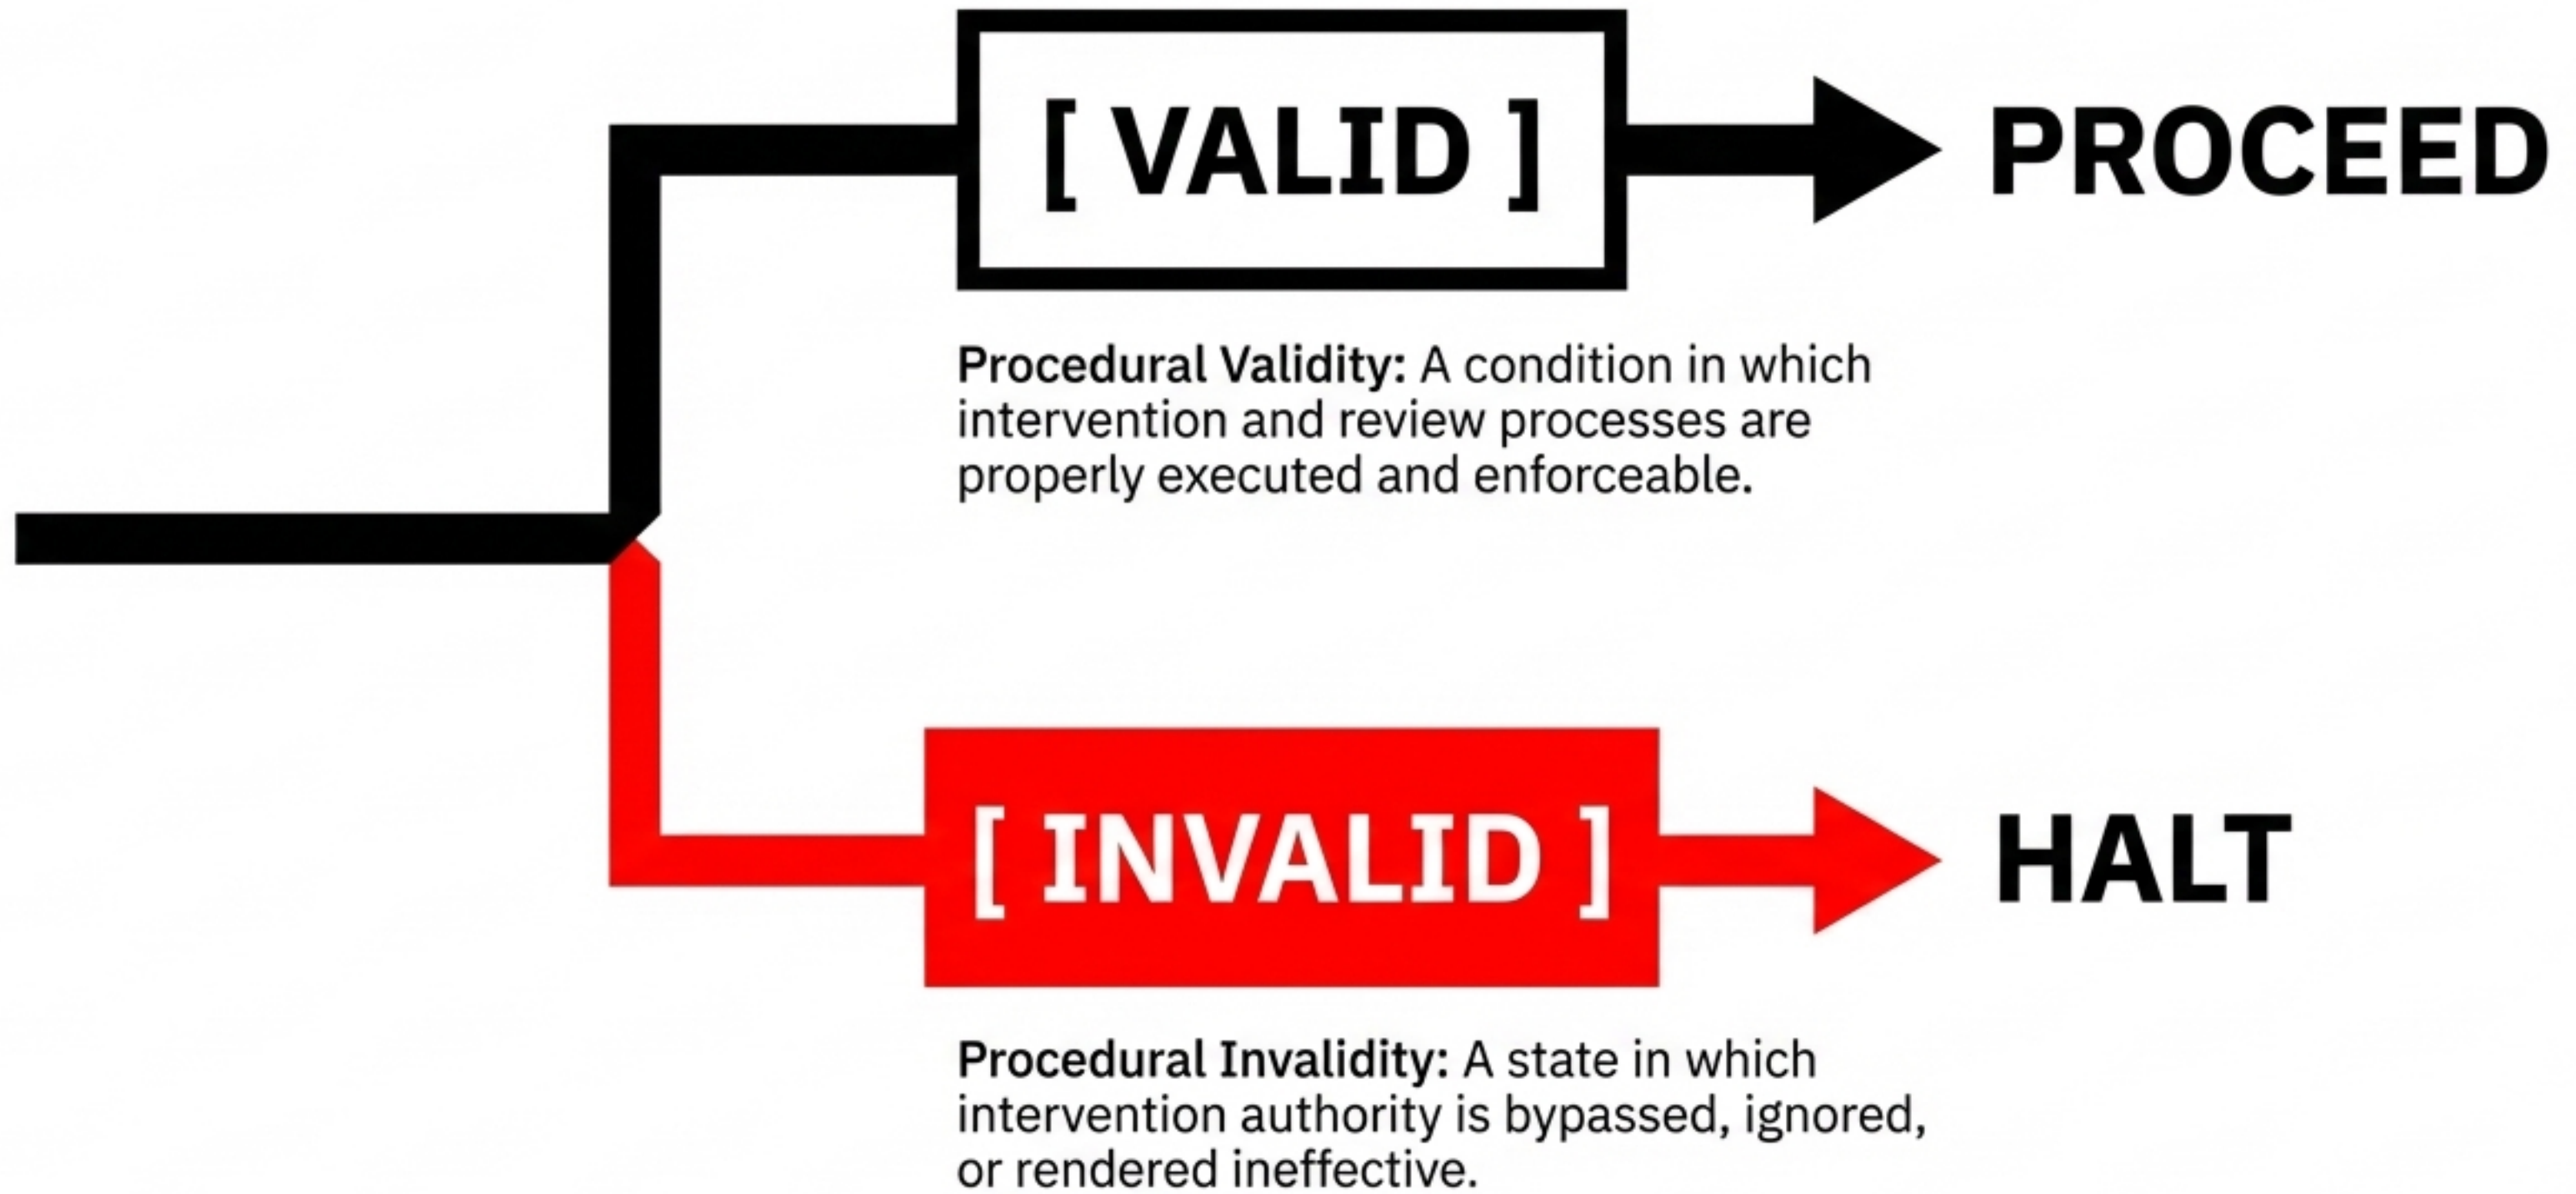 [ VALID ]
PROCEED
Procedural Validity: A condition in which
intervention and review processes are
properly executed and enforceable.
[ INVALID ]
HALT
Procedural Invalidity: A state in which
intervention authority is bypassed, ignored,
or rendered ineffective.